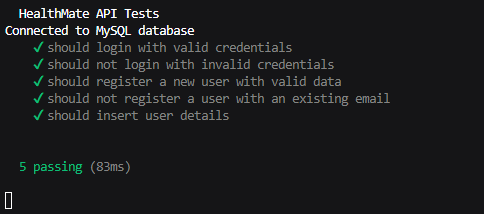 HealthMate API Tests
Connected to MySQL database
✓ should login with valid credentials
✓ should not login with invalid credentials
✓ should register a new user with valid data
✓ should not register a user with an existing email
✓ should insert user details
5 passing (83ms)